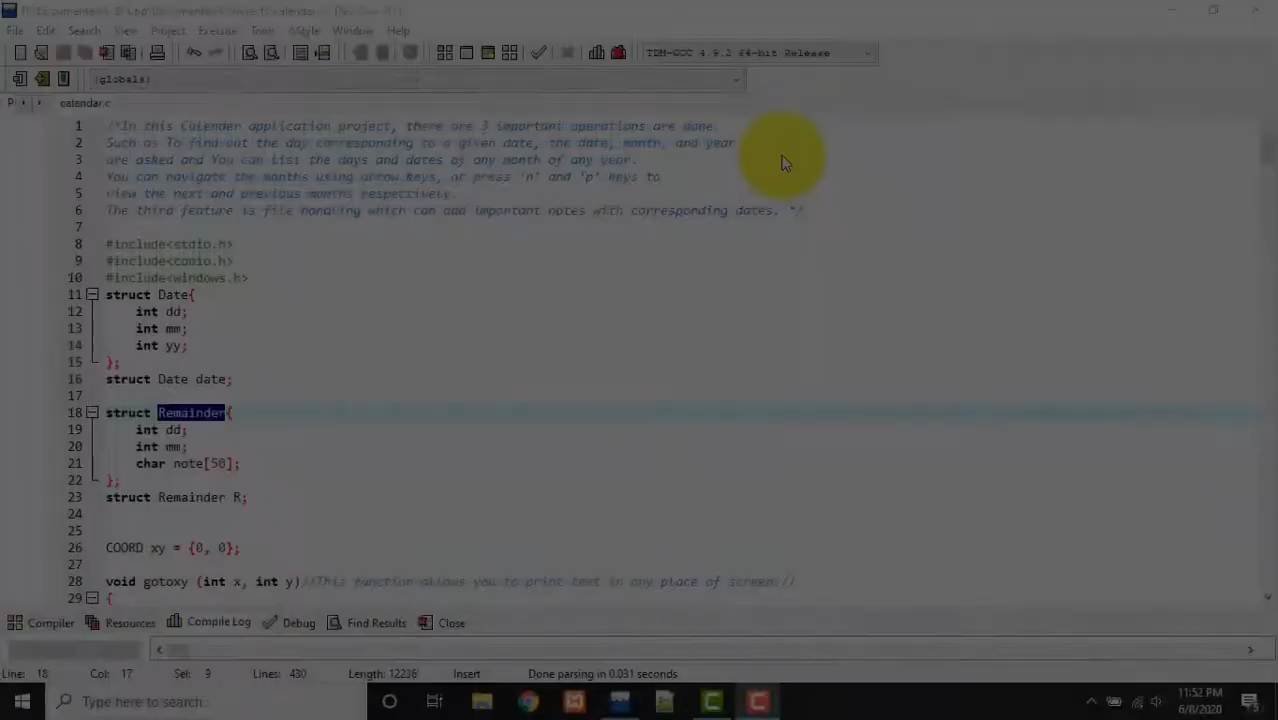 File Edit Search View Project Execute Tools AStyle Window Help
TDM-GCC 4.9.2 64-bit Release
(globals)
calendar.c
1 /*In this Calender application project, there are 3 important operations are done
2 Such as To find out the day corresponding to a given date, the date, month, and year
3 are asked and You can list the days and dates of any month of any year.
4 You can navigate the months using arrow keys, or press 'n' and 'p' keys to
5 view the next and previous months respectively.
6 The third feature is file handling which can add important notes with corresponding dates. */
7
8 #include<stdio.h>
9 #include<conio.h>
10 #include<windows.h>
11 struct Date{
12 int dd;
13 int mm;
14 int yy;
15 };
16 struct Date date;
17
18 struct Remainder{
19 int dd;
20 int mm;
21 char note[50];
22 };
23 struct Remainder R;
24
25
26 COORD xy = {0, 0};
27
28 void gotoxy (int x, int y)//This function allows you to print text in any place of screen//
29 {
Compiler Resources Compile Log Debug Find Results Close
Line: 18 Col: 17 Sel: 9 Lines: 430 Length: 12236 Insert Done parsing in 0.031 seconds
Type here to search
11:52 PM
6/8/2020